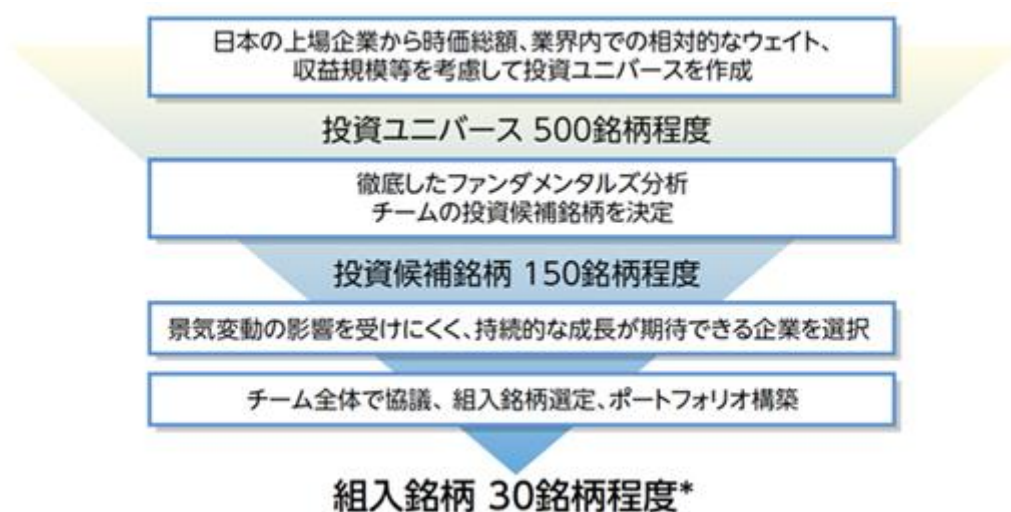 日本の上場企業から時価総額、業界内での相対的なウェイト、
収益規模等を考慮して投資ユニバースを作成
投資ユニバース 500銘柄程度
徹底したファンダメンタルズ分析
チームの投資候補銘柄を決定
投資候補銘柄 150銘柄程度
景気変動の影響を受けにくく、持続的な成長が期待できる企業を選択
チーム全体で協議、組入銘柄選定、ポートフォリオ構築
組入銘柄 30銘柄程度*